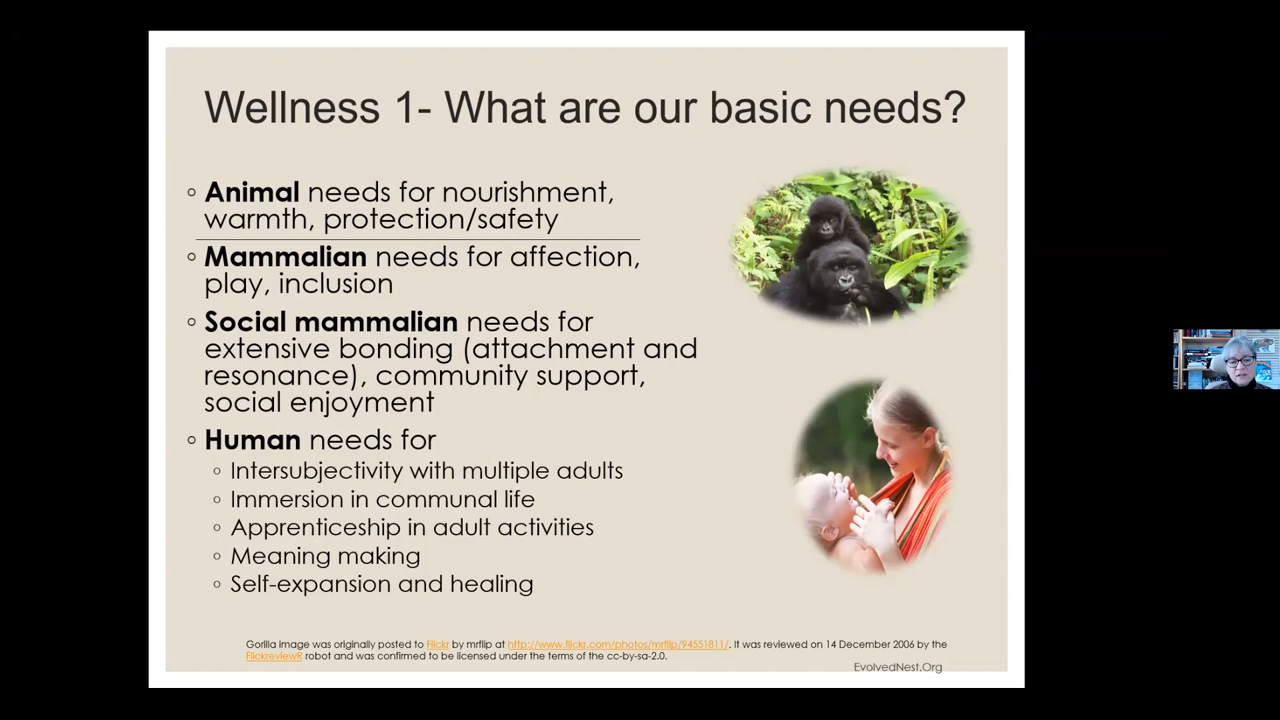 Wellness 1- What are our basic needs?
◦ Animal needs for nourishment,
warmth, protection/safety
◦ Mammalian needs for affection,
play, inclusion
◦ Social mammalian needs for
extensive bonding (attachment and
resonance), community support,
social enjoyment
◦ Human needs for
◦ Intersubjectivity with multiple adults
◦ Immersion in communal life
◦ Apprenticeship in adult activities
◦ Meaning making
◦ Self-expansion and healing
Gorilla image was originally posted to Flickr by mrflip at http://www.flickr.com/photos/mrflip/94551811/. It was reviewed on 14 December 2006 by the
FlickreviewR robot and was confirmed to be licensed under the terms of the cc-by-sa-2.0.
EvolvedNest.Org